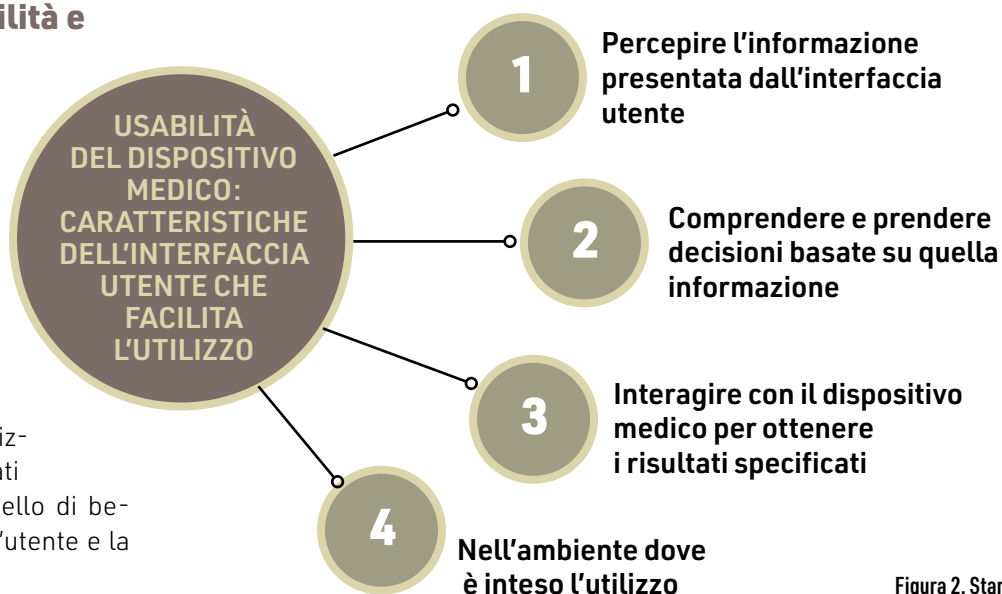 ilità e
USABILITÀ
DEL DISPOSITIVO
MEDICO:
CARATTERISTICHE
DELL'INTERFACCIA
UTENTE CHE
FACILITA
L'UTILIZZO
1
Percepire l'informazione
presentata dall'interfaccia
utente
2
Comprendere e prendere
decisioni basate su quella
informazione
3
Interagire con il dispositivo
medico per ottenere
i risultati specificati
4
Nell'ambiente dove
è inteso l'utilizzo
iz-
ati
ello di be-
'utente e la
Figura 2. Star